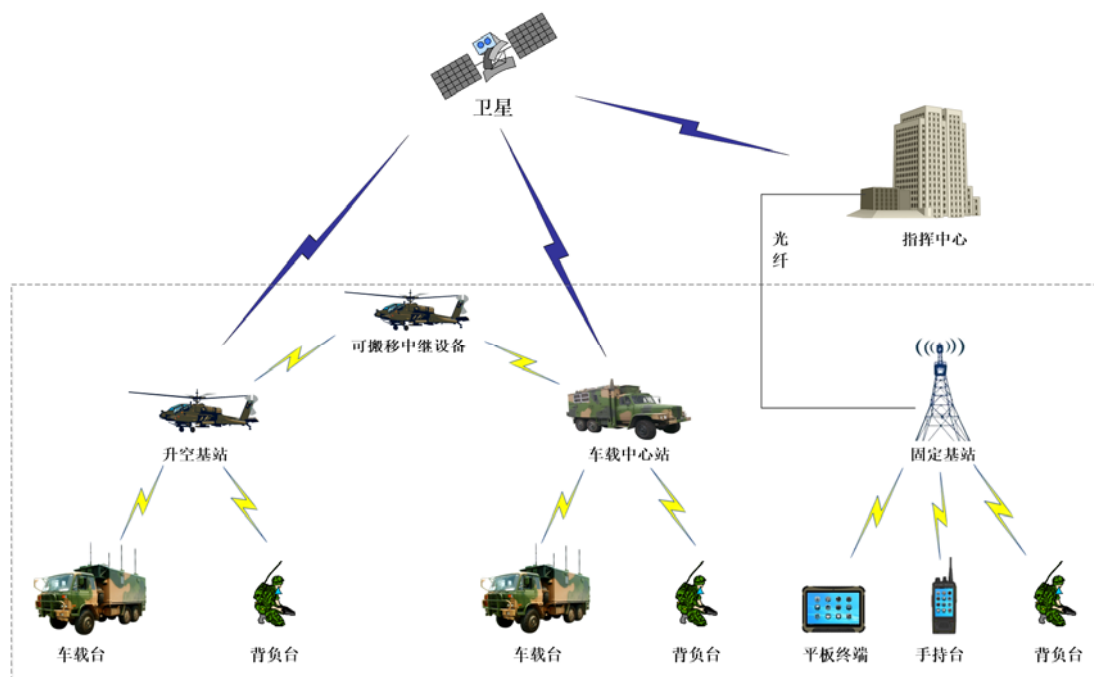 卫星
指挥中心
光
纤
可搬移中继设备
升空基站
车载中心站
固定基站
车载台
背负台
车载台
背负台
平板终端
手持台
背负台